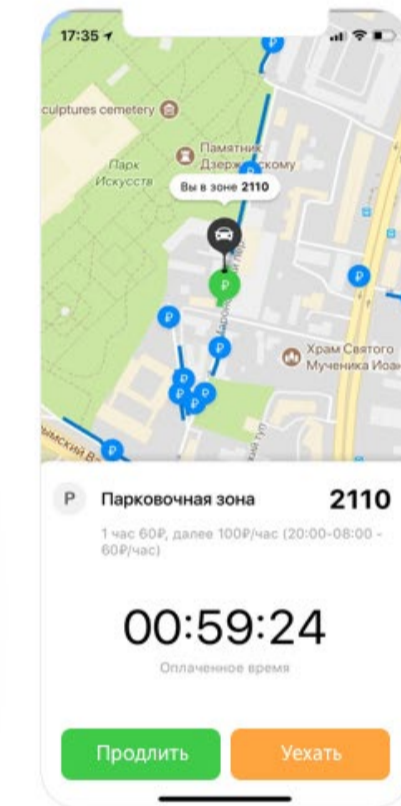 17:35
culptures cemetery
Памятник
Дзержинскому
Парк
Искусств
Вы в зоне 2110
Храм Святого
Мученика Иоан
P Парковочная зона 2110
1 час 60₽, далее 100₽/час (20:00-08:00 -
60₽/час)
00:59:24
Оплаченное время
Продлить Уехать